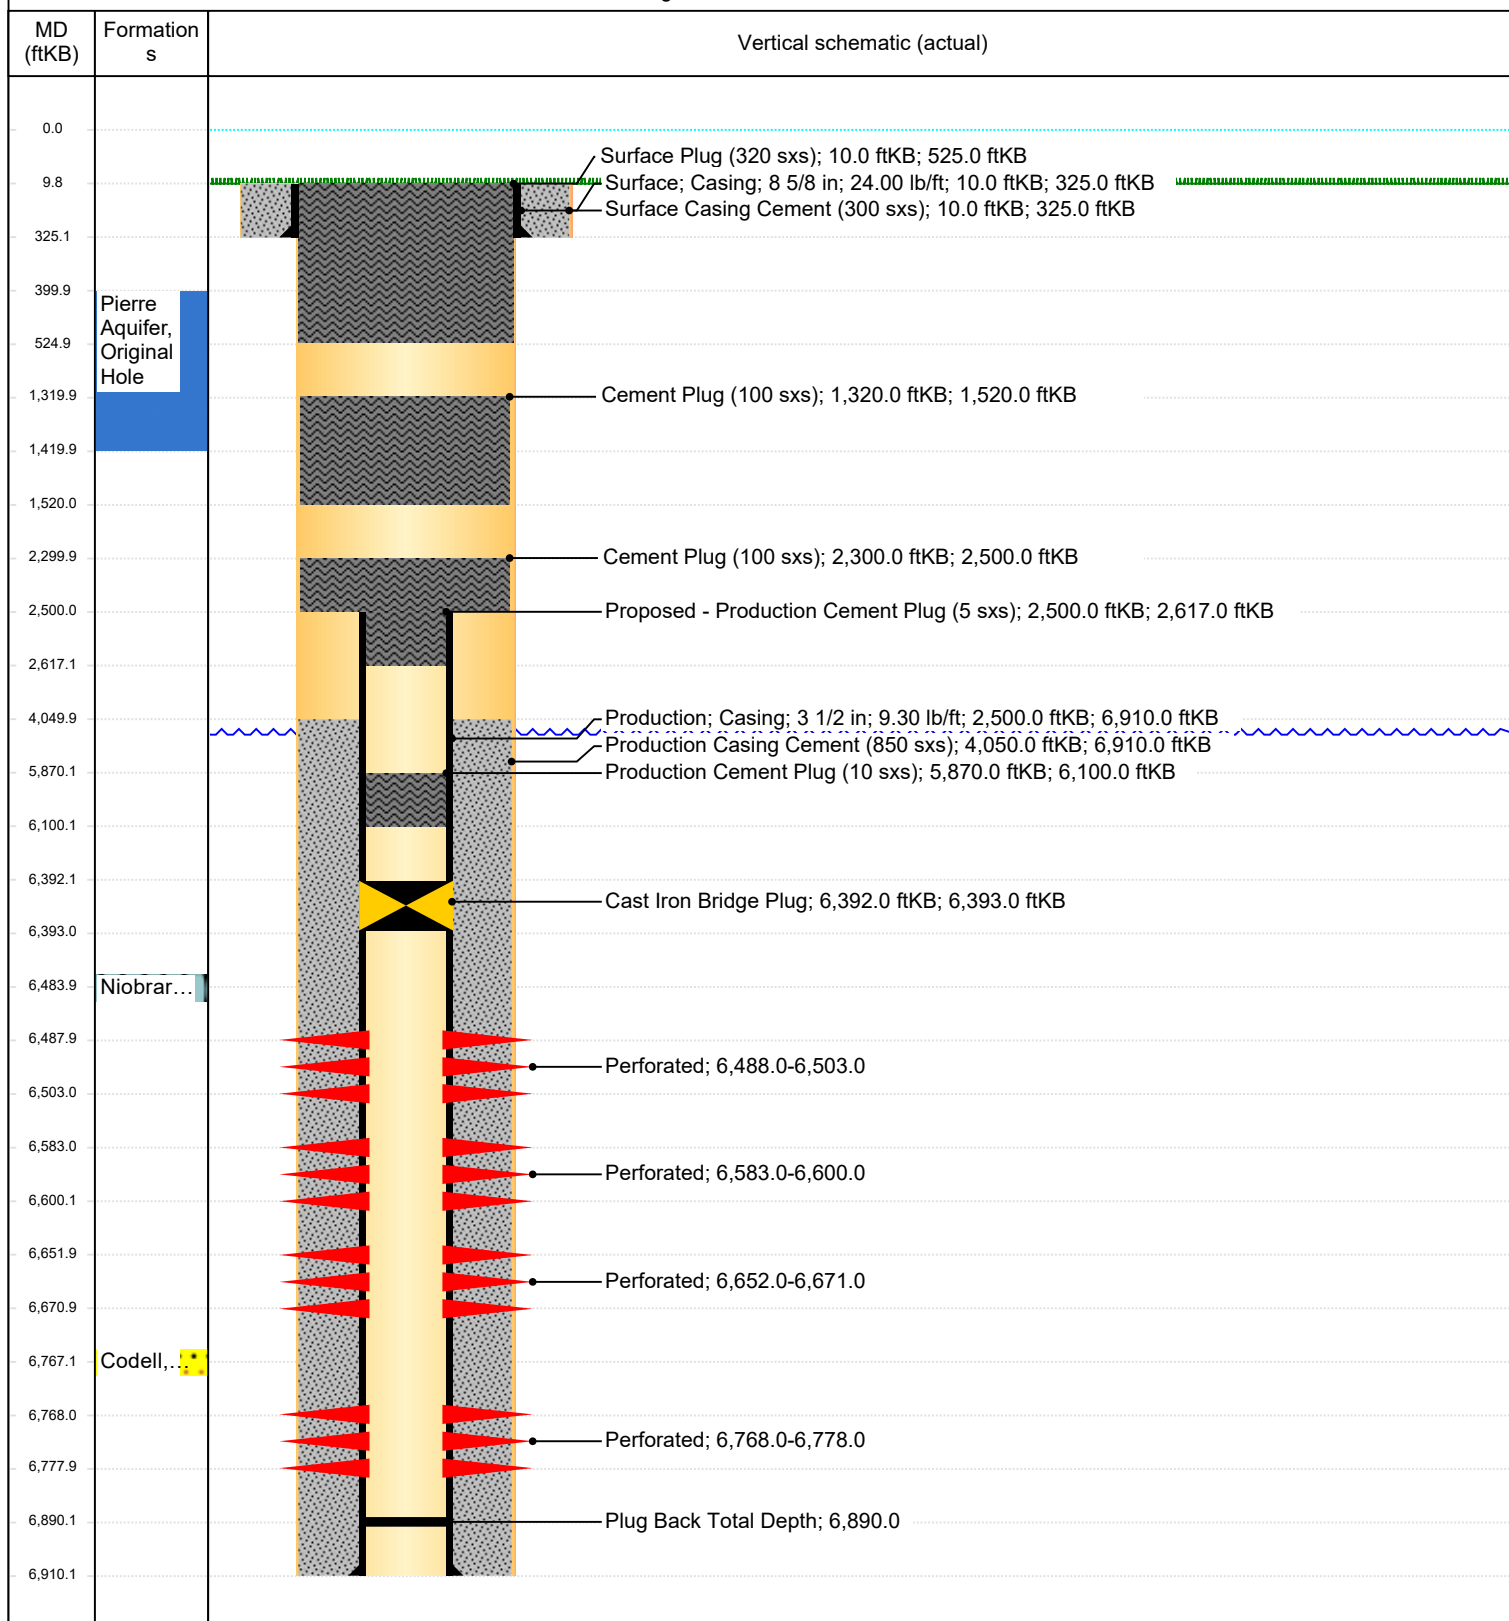 MD
(ftKB)
Formation
s
Vertical schematic (actual)
0.0
9.8
325.1
399.9
524.9
1,319.9
1,419.9
1,520.0
2,299.9
2,500.0
2,617.1
4,049.9
5,870.1
6,100.1
6,392.1
6,393.0
6,483.9
6,487.9
6,503.0
6,583.0
6,600.1
6,651.9
6,670.9
6,767.1
6,768.0
6,777.9
6,890.1
6,910.1
Pierre
Aquifer,
Original
Hole
Niobrar...
Codell,...
Surface Plug (320 sxs); 10.0 ftKB; 525.0 ftKB
Surface; Casing; 8 5/8 in; 24.00 lb/ft; 10.0 ftKB; 325.0 ftKB
Surface Casing Cement (300 sxs); 10.0 ftKB; 325.0 ftKB
Cement Plug (100 sxs); 1,320.0 ftKB; 1,520.0 ftKB
Cement Plug (100 sxs); 2,300.0 ftKB; 2,500.0 ftKB
Proposed - Production Cement Plug (5 sxs); 2,500.0 ftKB; 2,617.0 ftKB
Production; Casing; 3 1/2 in; 9.30 lb/ft; 2,500.0 ftKB; 6,910.0 ftKB
Production Casing Cement (850 sxs); 4,050.0 ftKB; 6,910.0 ftKB
Production Cement Plug (10 sxs); 5,870.0 ftKB; 6,100.0 ftKB
Cast Iron Bridge Plug; 6,392.0 ftKB; 6,393.0 ftKB
Perforated; 6,488.0-6,503.0
Perforated; 6,583.0-6,600.0
Perforated; 6,652.0-6,671.0
Perforated; 6,768.0-6,778.0
Plug Back Total Depth; 6,890.0